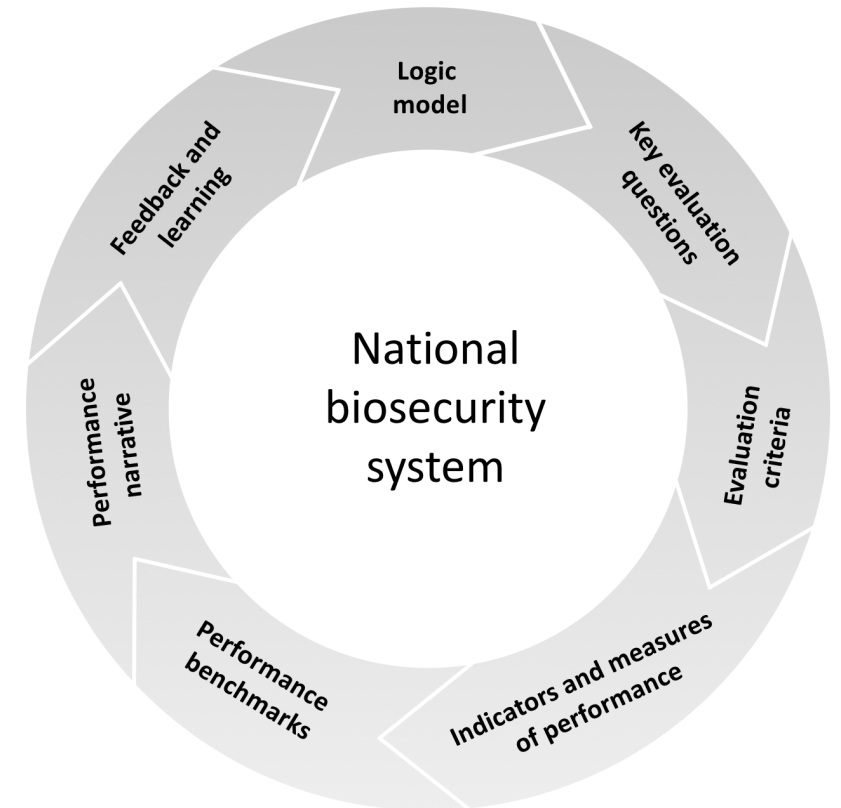 Logic
model
Key evaluation
questions
Evaluation
criteria
Indicators and measures
of performance
Performance
benchmarks
Performance
narrative
Feedback and
learning
National
biosecurity
system